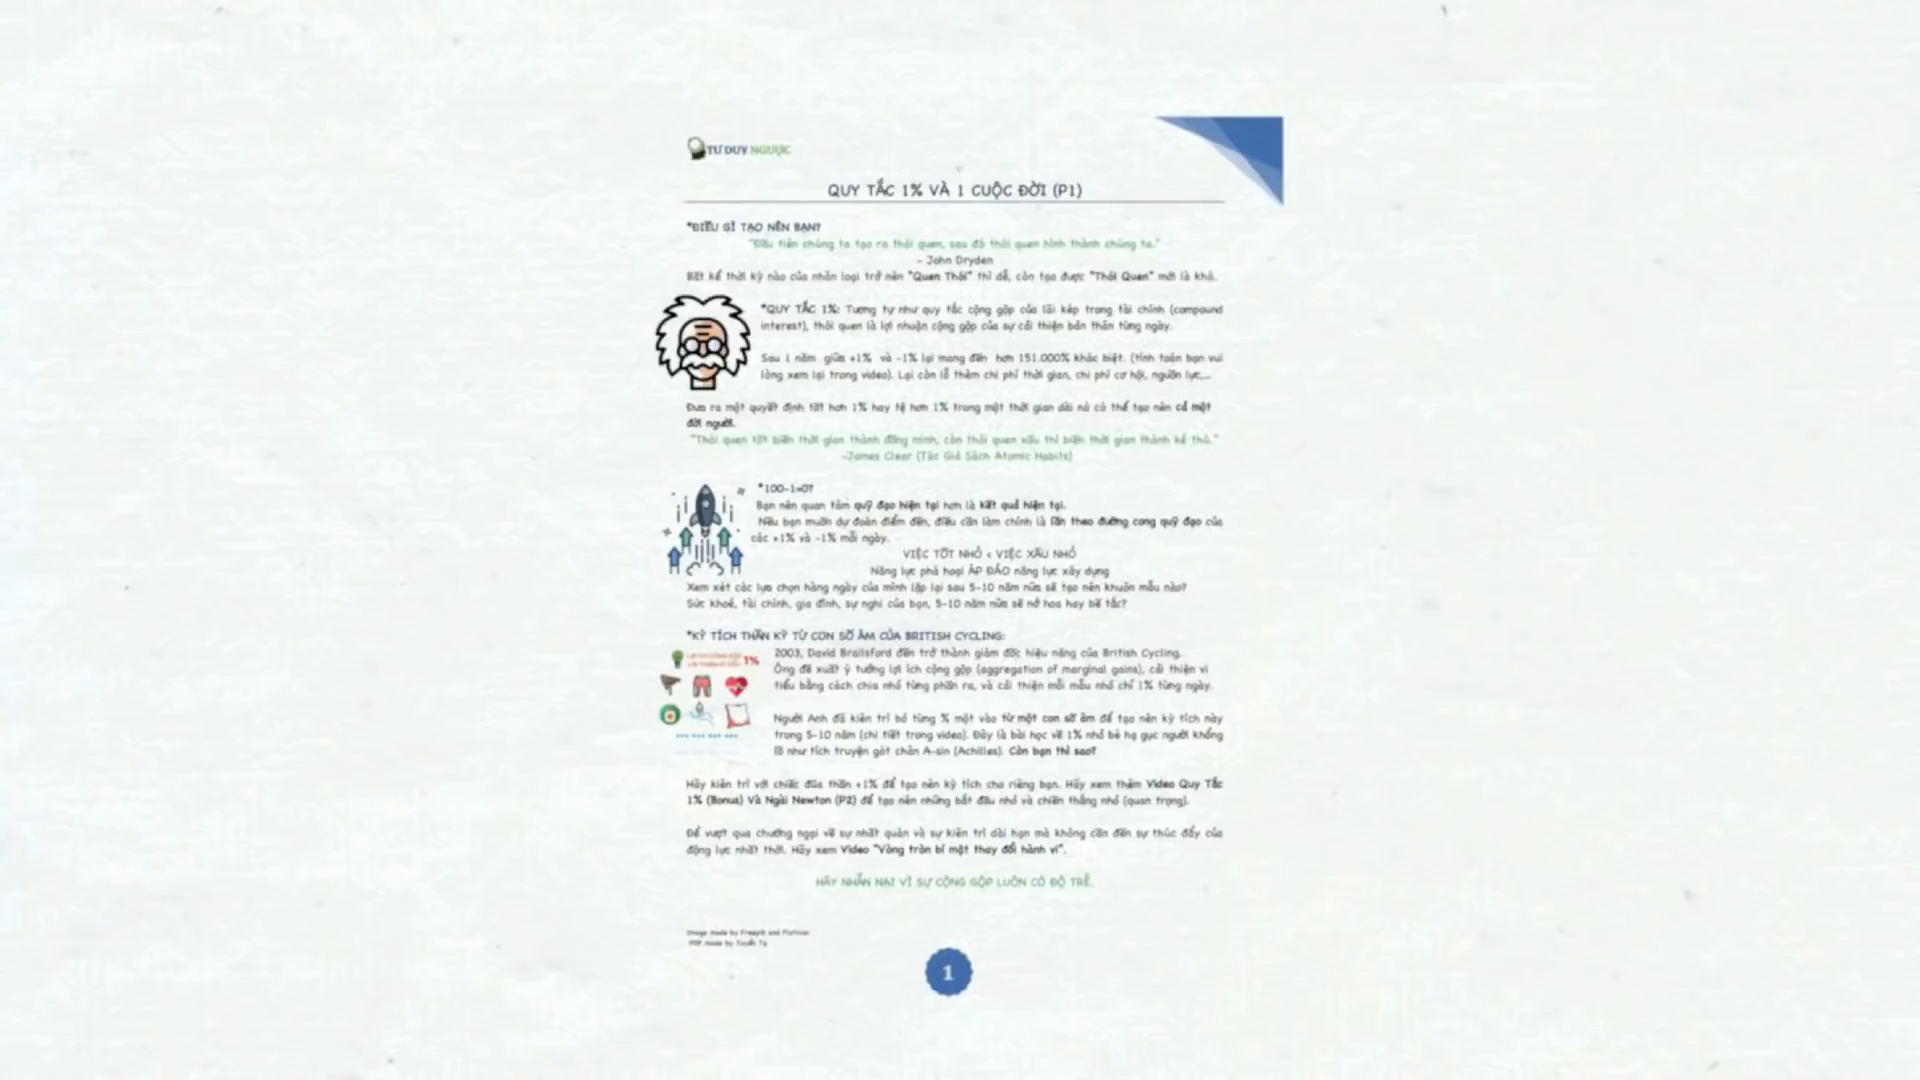 TƯ DUY NGƯỢC
QUY TẮC 1% VÀ 1 CUỘC ĐỜI (P1)
*ĐIỀU GÌ TẠO NÊN BẠN?
"Đầu tiên chúng ta tạo ra thói quen, sau đó thói quen hình thành chúng ta."
- John Dryden
Bất kể thời kỳ nào của nhân loại trở nên "Quen Thói" thì dễ, còn tạo được "Thói Quen" mới là khó.
*QUY TẮC 1%: Tương tự như quy tắc cộng gộp của lãi kép trong tài chính (compound
interest), thói quen là lợi nhuận cộng gộp của sự cải thiện bản thân từng ngày.
Sau 1 năm giữa +1% và -1% lại mang đến hơn 151.000% khác biệt. (tính toán bạn vui
lòng xem lại trong video). Lại còn lỗ thêm chi phí thời gian, chi phí cơ hội, nguồn lực,...
Đưa ra một quyết định tốt hơn 1% hay tệ hơn 1% trong một thời gian dài nó có thể tạo nên cả một
đời người.
"Thói quen tốt biến thời gian thành đồng minh, còn thói quen xấu thì biến thời gian thành kẻ thù."
-James Clear (Tác Giả Sách Atomic Habits)
*100-1=0?
Bạn nên quan tâm quỹ đạo hiện tại hơn là kết quả hiện tại.
Nếu bạn muốn dự đoán điểm đến, điều cần làm chính là lần theo đường cong quỹ đạo của
các +1% và -1% mỗi ngày.
VIỆC TỐT NHỎ < VIỆC XẤU NHỎ
Năng lực phá hoại ÁP ĐẢO năng lực xây dựng
Xem xét các lựa chọn hàng ngày của mình lặp lại sau 5-10 năm nữa sẽ tạo nên khuôn mẫu nào?
Sức khoẻ, tài chính, gia đình, sự nghi của bạn, 5-10 năm nữa sẽ nở hoa hay bế tắc?
*KỲ TÍCH THẦN KỲ TỪ CON SỐ ÂM CỦA BRITISH CYCLING:
1%
2003, David Brailsford đến trở thành giám đốc hiệu năng của British Cycling.
Ông đề xuất ý tưởng lợi ích cộng gộp (aggregation of marginal gains), cải thiện vi
tiểu bằng cách chia nhỏ từng phần ra, và cải thiện mỗi mẫu nhỏ chỉ 1% từng ngày.
Người Anh đã kiên trì bỏ từng % một vào từ một con số âm để tạo nên kỳ tích này
trong 5-10 năm (chi tiết trong video). Đây là bài học về 1% nhỏ bé hạ gục người khổng
lồ như tích truyện gót chân A-sin (Achilles). Còn bạn thì sao?
Hãy kiên trì với chiếc đũa thần +1% để tạo nên kỳ tích cho riêng bạn. Hãy xem thêm Video Quy Tắc
1% (Bonus) Và Ngài Newton (P2) để tạo nên những bắt đầu nhỏ và chiến thắng nhỏ (quan trọng).
Để vượt qua chướng ngại về sự nhất quán và sự kiên trì dài hạn mà không cần đến sự thúc đẩy của
động lực nhất thời. Hãy xem Video "Vòng tròn bí mật thay đổi hành vi".
HÃY NHẪN NẠI VÌ SỰ CỘNG GỘP LUÔN CÓ ĐỘ TRỄ.
Image made by Freepik and Flaticon
PDF made by Tuyền Tạ
1